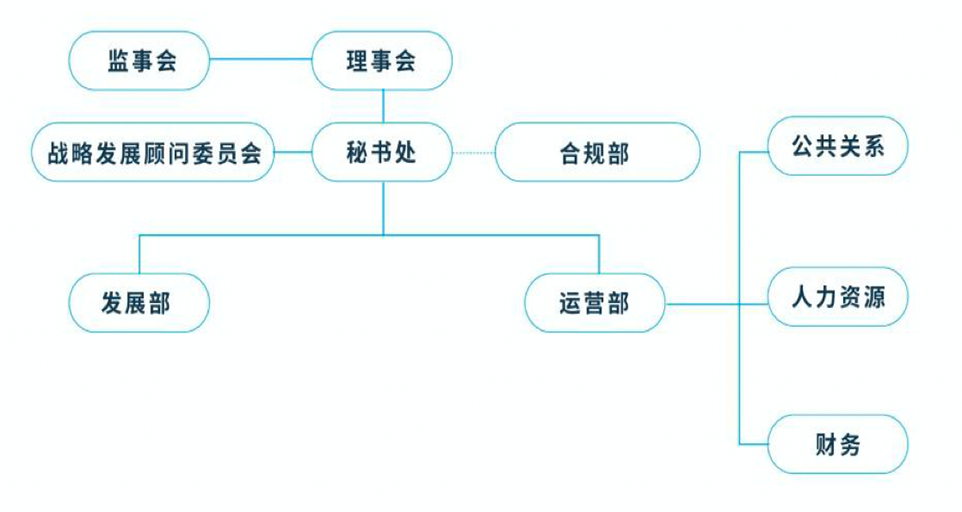 监事会
理事会
战略发展顾问委员会
秘书处
合规部
公共关系
发展部
运营部
人力资源
财务